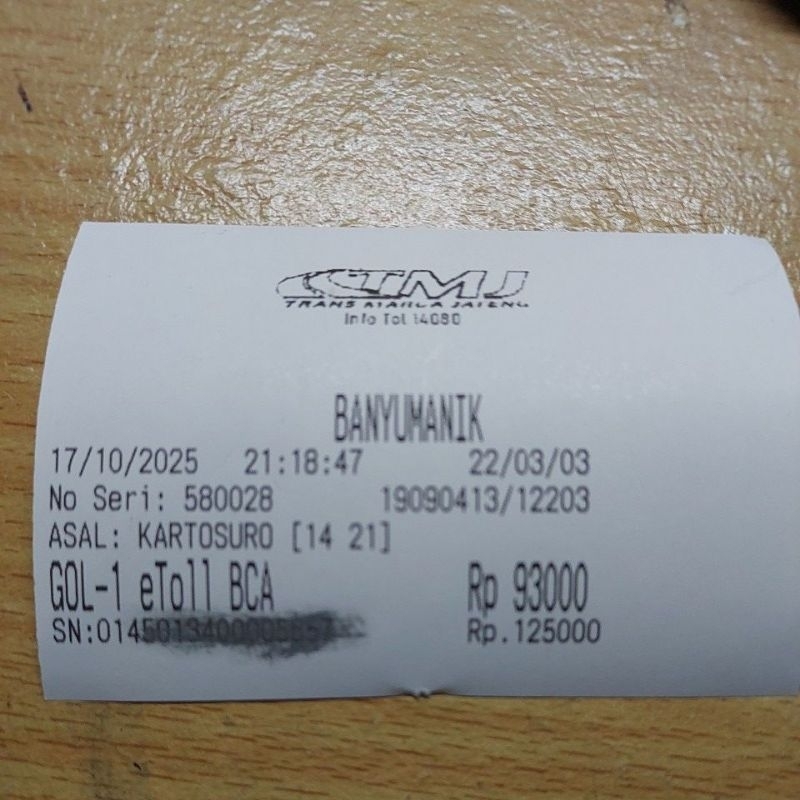 TMJ
TRANS MARGA JATENG
Info Tol 14080
BANYUMANIK
17/10/2025 21:18:47 22/03/03
No Seri: 580028 19090413/12203
ASAL: KARTOSURO [14 21]
GOL-1 eToll BCA Rp 93000
SN: Rp.125000